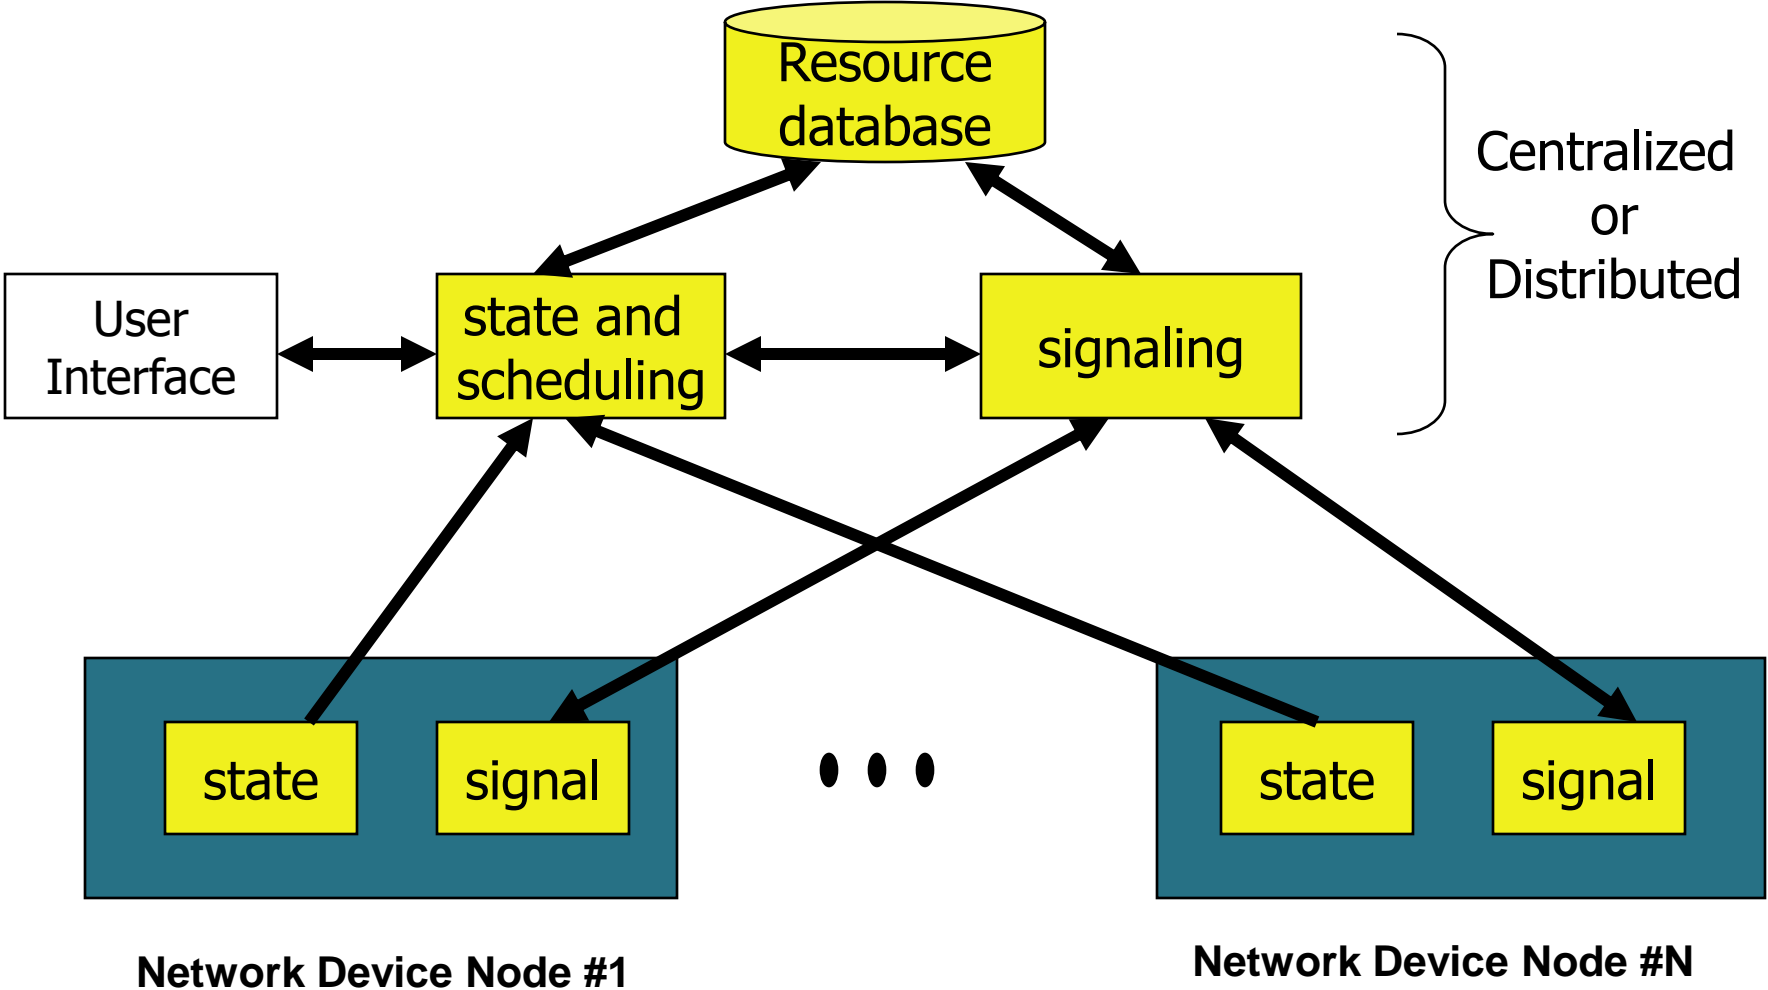 Resource
database
Centralized
or
Distributed
User
Interface
state and
scheduling
signaling
state
signal
state
signal
Network Device Node #1
Network Device Node #N